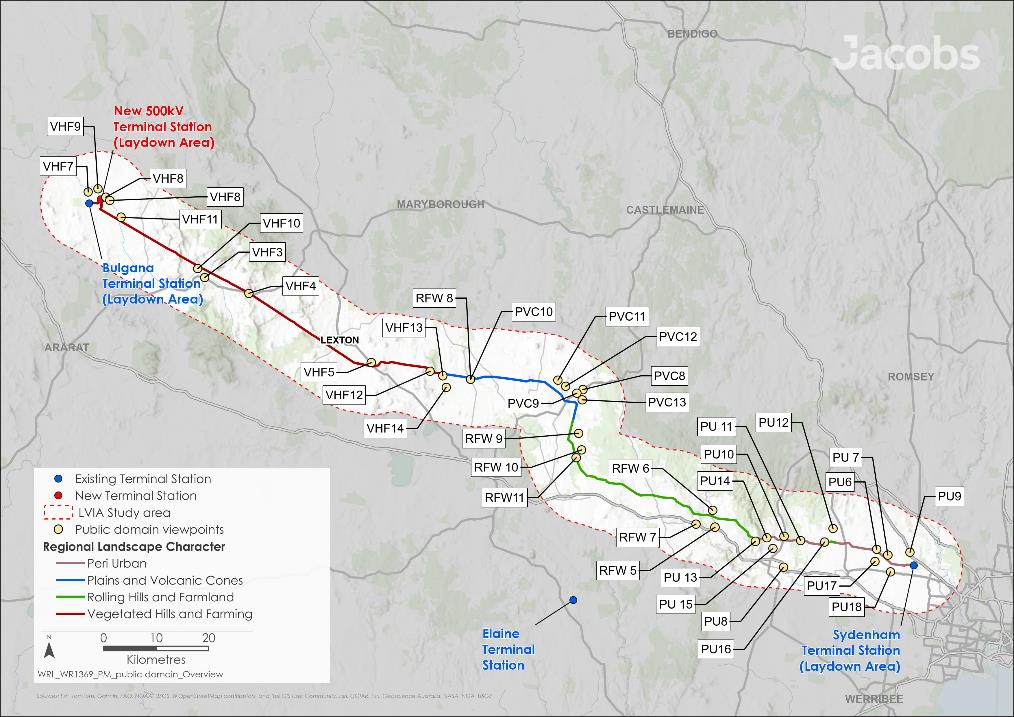 BENDIGO
Jacobs
New 500kV
Terminal Station
(Laydown Area)
VHF9
VHF7
VHF8
VHF8
VHF11
VHF10
VHF3
VHF4
MARYBOROUGH
CASTLEMAINE
Bulgana
Terminal Station
(Laydown Area)
RFW 8
PVC10
PVC11
VHF13
PVC12
LEXTON
ARARAT
VHF5
PVC8
ROMSEY
VHF12
PVC9
PVC13
VHF14
RFW 9
PU 11
PU12
PU10
PU 7
RFW 10
RFW 6
PU14
PU6
RFW11
PU9
RFW 7
RFW 5
PU 13
PU17
PU 15
PU18
PU8
PU16
Elaine
Terminal
Station
Sydenham
Terminal Station
(Laydown Area)
WERRIBEE
Existing Terminal Station
New Terminal Station
LVIA Study area
Public domain viewpoints
Regional Landscape Character
Peri Urban
Plains and Volcanic Cones
Rolling Hills and Farmland
Vegetated Hills and Farming
N
0 10 20
Kilometres
WRL_WR1369_PM_public domain_Overview